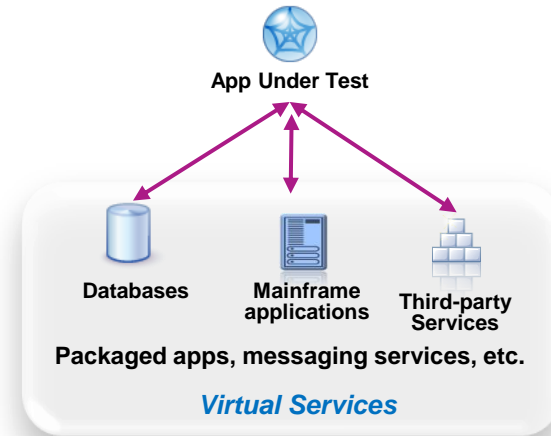 App Under Test
Databases
Mainframe
applications
Third-party
Services
Packaged apps, messaging services, etc.
Virtual Services